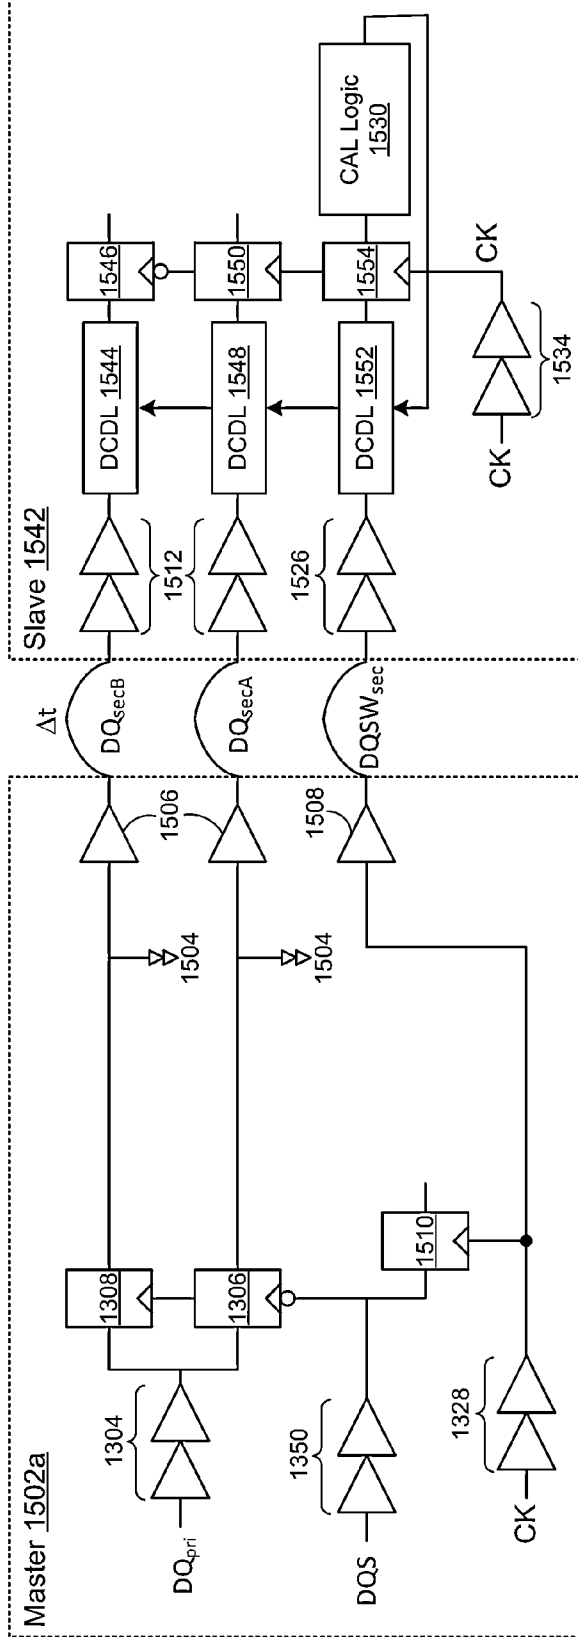 Master 1502a
DQpri
1304
1308
1306
DQS
1350
1510
CK
1328
1504
1504
1506
1508
Δt
DQsecB
DQsecA
DQSWsec
Slave 1542
1512
1526
DCDL 1544
DCDL 1548
DCDL 1552
1546
1550
1554
CAL Logic
1530
CK
CK
1534